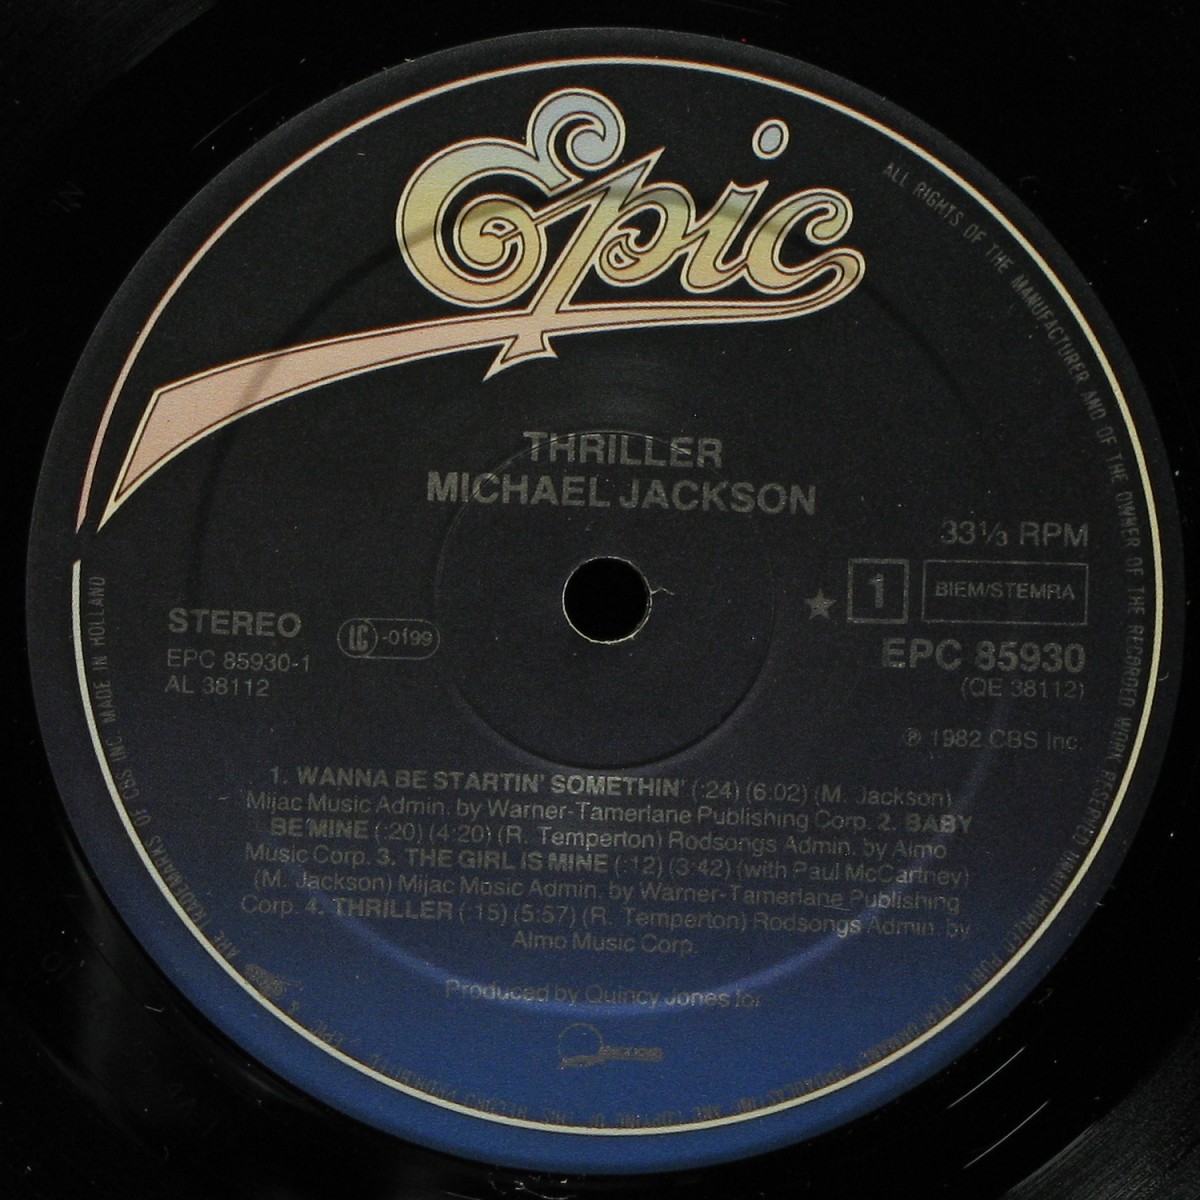 Epic
ALL RIGHTS OF THE MANUFACTURER AND OF THE OWNER OF THE RECORDED WORK RESERVED
THRILLER
MICHAEL JACKSON
33⅓ RPM
★ 1 BIEM/STEMRA
STEREO
LC-0199
EPC 85930-1
AL 38112
EPC 85930
(QE 38112)
℗ 1982 CBS Inc.
1. WANNA BE STARTIN' SOMETHIN' (:24) (6:02) (M. Jackson)
Mijac Music Admin. by Warner-Tamerlane Publishing Corp. 2. BABY
BE MINE (:20) (4:20) (R. Temperton) Rodsongs Admin. by Almo
Music Corp. 3. THE GIRL IS MINE (:12) (3:42) (with Paul McCartney)
(M. Jackson) Mijac Music Admin. by Warner-Tamerlane Publishing
Corp. 4. THRILLER (:15) (5:57) (R. Temperton) Rodsongs Admin. by
Almo Music Corp.
Produced by Quincy Jones for
ARE TRADEMARKS OF CBS INC. MADE IN HOLLAND